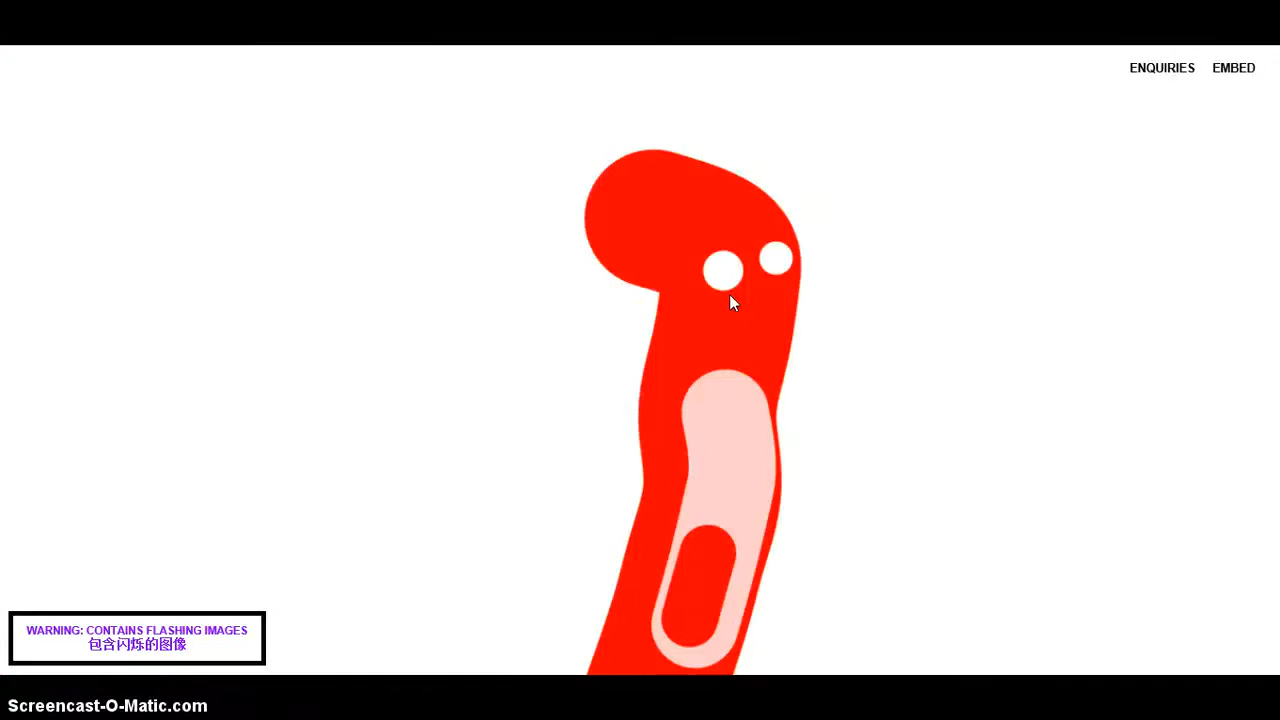 ENQUIRIES EMBED
WARNING: CONTAINS FLASHING IMAGES
包含闪烁的图像
Screencast-O-Matic.com